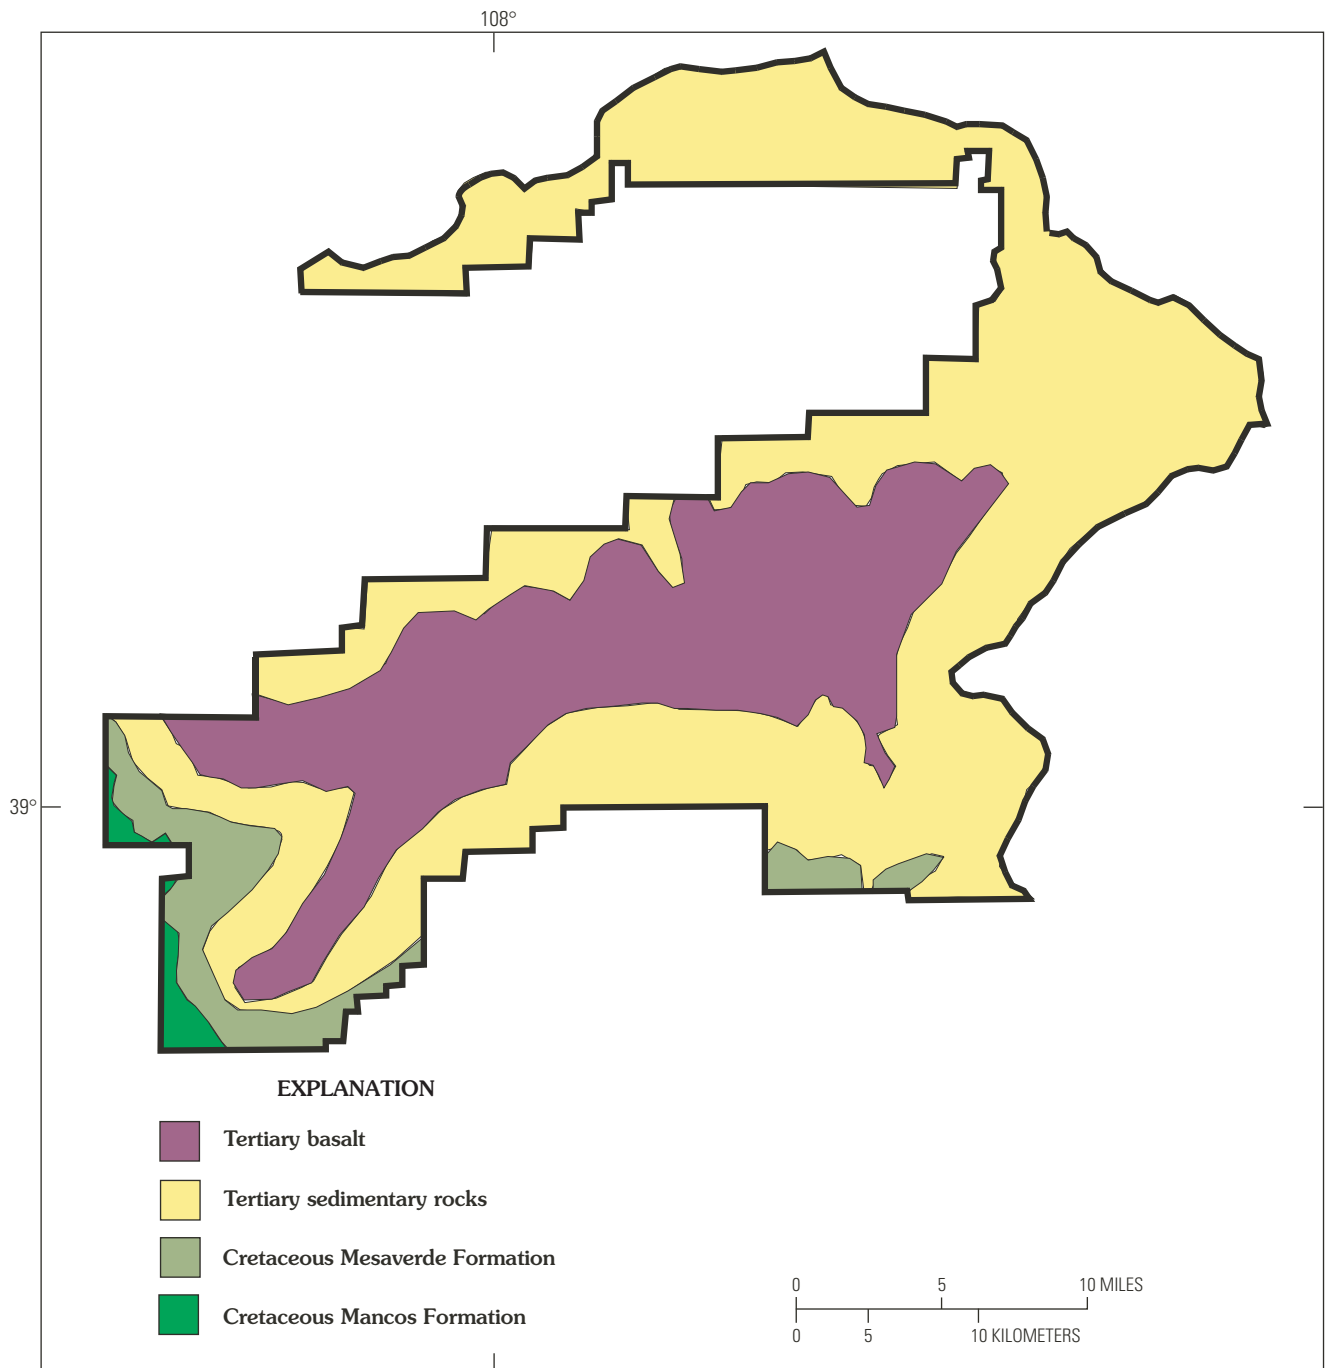 108°
39°
EXPLANATION
Tertiary basalt
Tertiary sedimentary rocks
Cretaceous Mesaverde Formation
Cretaceous Mancos Formation
0 5 10 MILES
0 5 10 KILOMETERS